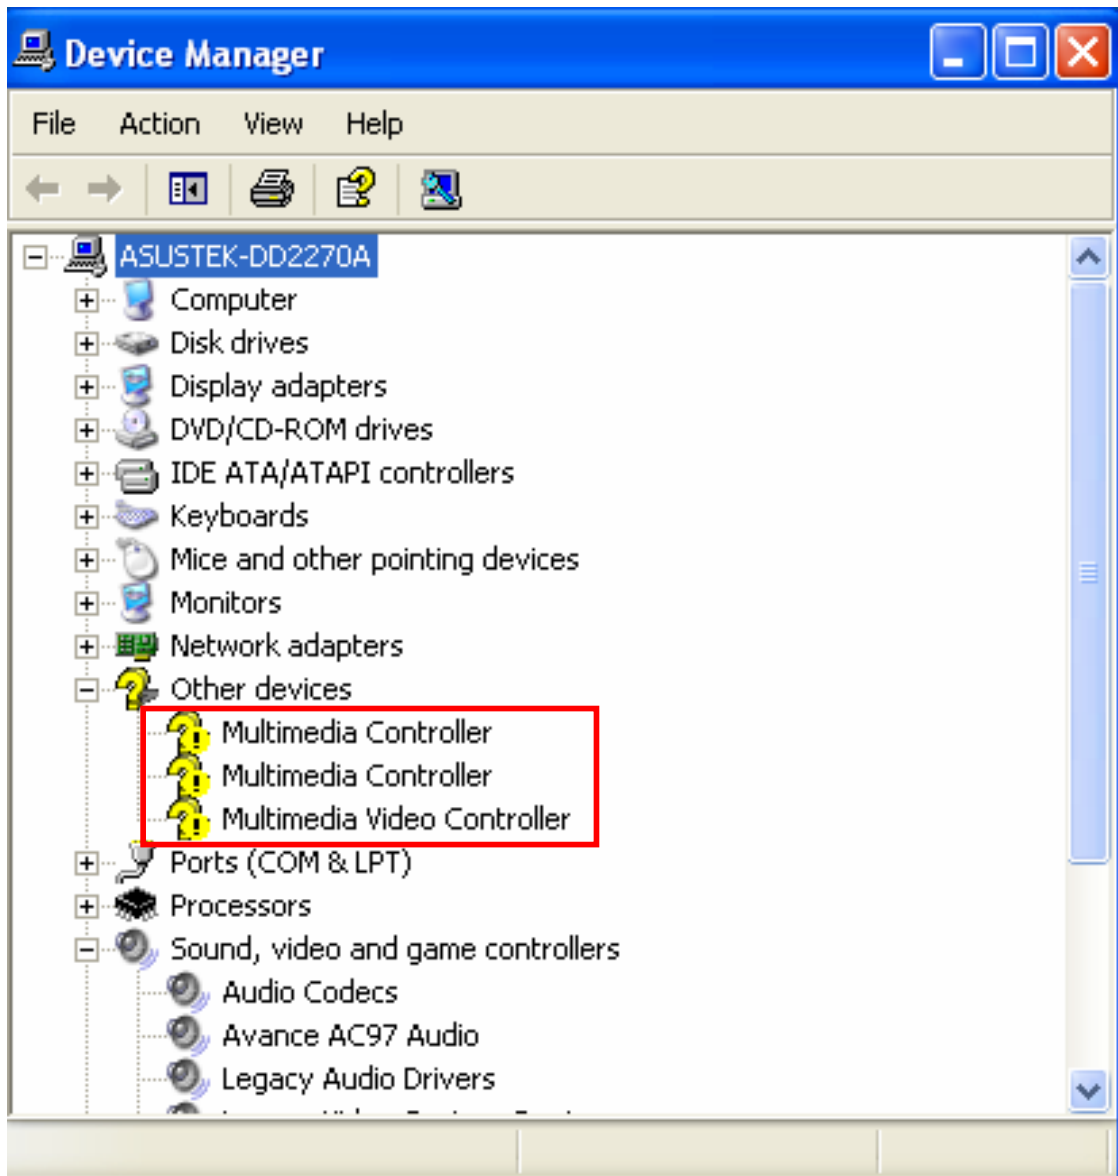 Device Manager
File Action View Help
ASUSTEK-DD2270A
Computer
Disk drives
Display adapters
DVD/CD-ROM drives
IDE ATA/ATAPI controllers
Keyboards
Mice and other pointing devices
Monitors
Network adapters
Other devices
Multimedia Controller
Multimedia Controller
Multimedia Video Controller
Ports (COM & LPT)
Processors
Sound, video and game controllers
Audio Codecs
Avance AC97 Audio
Legacy Audio Drivers